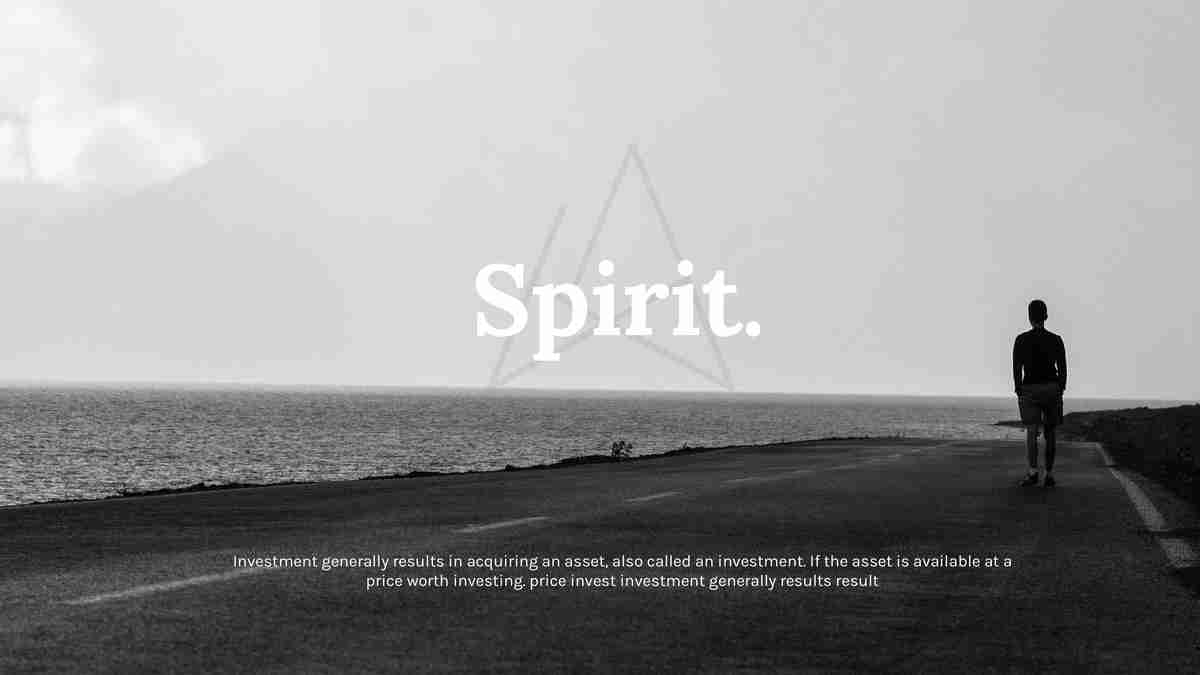 Spirit.
Investment generally results in acquiring an asset, also called an investment. If the asset is available at a
price worth investing. price invest investment generally results result